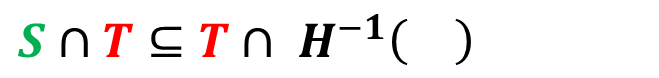 S ∩ T ⊆ T ∩ H⁻¹( )